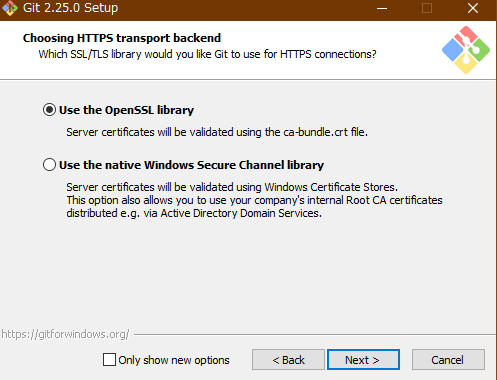 Git 2.25.0 Setup
Choosing HTTPS transport backend
Which SSL/TLS library would you like Git to use for HTTPS connections?
Use the OpenSSL library
Server certificates will be validated using the ca-bundle.crt file.
Use the native Windows Secure Channel library
Server certificates will be validated using Windows Certificate Stores.
This option also allows you to use your company's internal Root CA certificates
distributed e.g. via Active Directory Domain Services.
https://gitforwindows.org/
Only show new options
< Back
Next >
Cancel